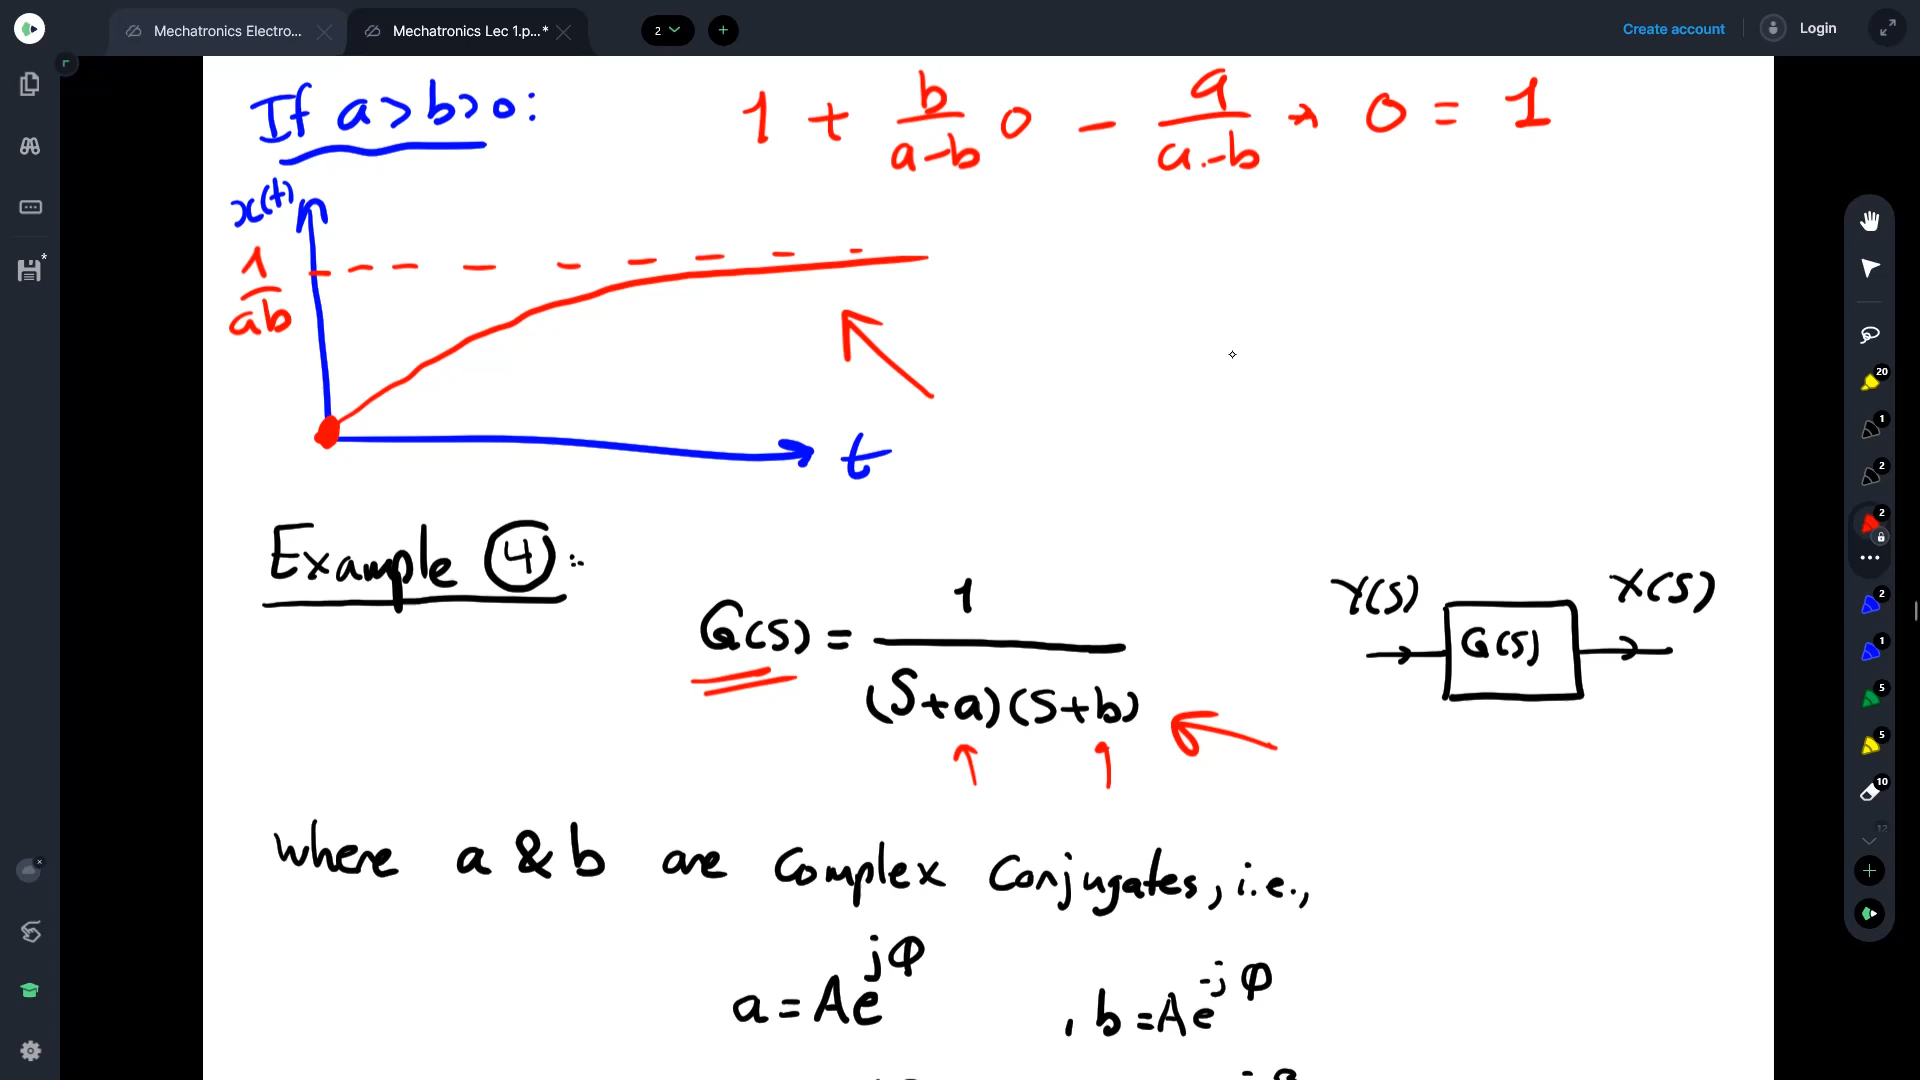 Mechatronics Electro...
Mechatronics Lec 1.p...*
2
Create account
Login
If a > b > 0:
1 + b/(a-b) 0 - a/(a-b) * 0 = 1
x(t)
1/ab
t
Example ④:-
G(s) = 1/((S+a)(S+b))
Y(s)
G(s)
X(s)
where a & b are complex conjugates, i.e.,
a = Ae^{jφ} , b = Ae^{-jφ}
20
1
2
2
2
1
5
5
10
12